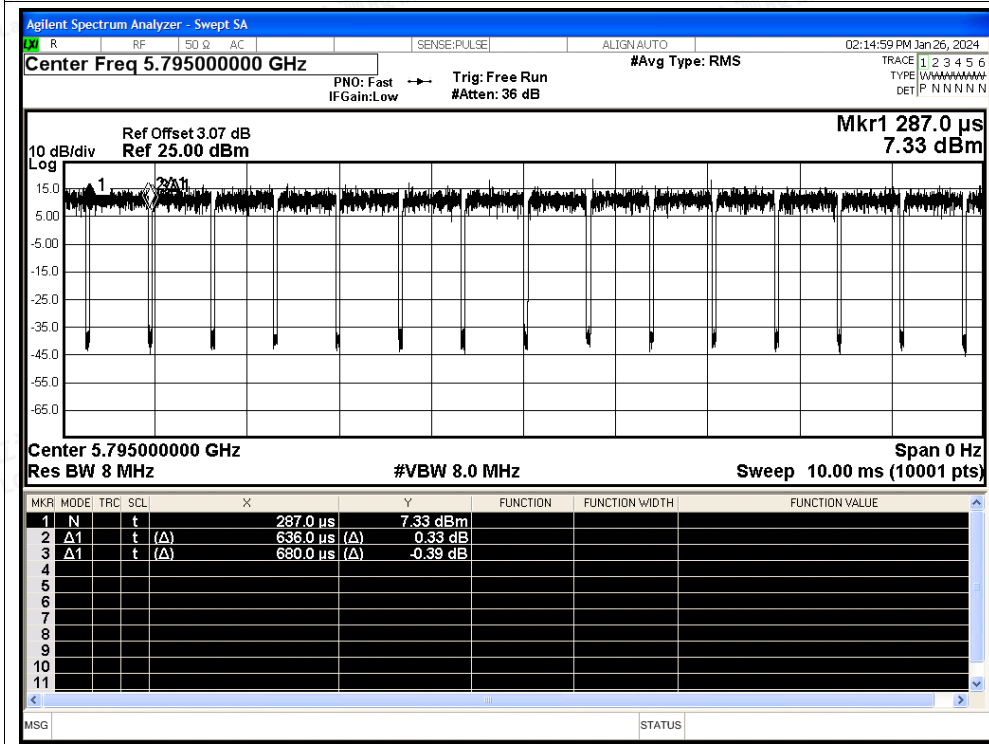 Agilent Spectrum Analyzer - Swept SA
LXI R RF 50 Ω AC SENSE:PULSE ALIGN AUTO 02:14:59 PM Jan 26, 2024
Center Freq 5.795000000 GHz #Avg Type: RMS TRACE 1 2 3 4 5 6
PNO: Fast Trig: Free Run TYPE
IFGain:Low #Atten: 36 dB DET P N N N N N
Mkr1 287.0 µs
Ref Offset 3.07 dB
10 dB/div Ref 25.00 dBm 7.33 dBm
Log
1
15.0
5.00
-5.00
-15.0
-25.0
-35.0
-45.0
-55.0
-65.0
Center 5.795000000 GHz Span 0 Hz
Res BW 8 MHz #VBW 8.0 MHz Sweep 10.00 ms (10001 pts)
MKR MODE TRC SCL X Y FUNCTION FUNCTION WIDTH FUNCTION VALUE
1 N t 287.0 µs 7.33 dBm
2 Δ1 t (Δ) 636.0 µs (Δ) 0.33 dB
3 Δ1 t (Δ) 680.0 µs (Δ) -0.39 dB
4
5
6
7
8
9
10
11
MSG STATUS